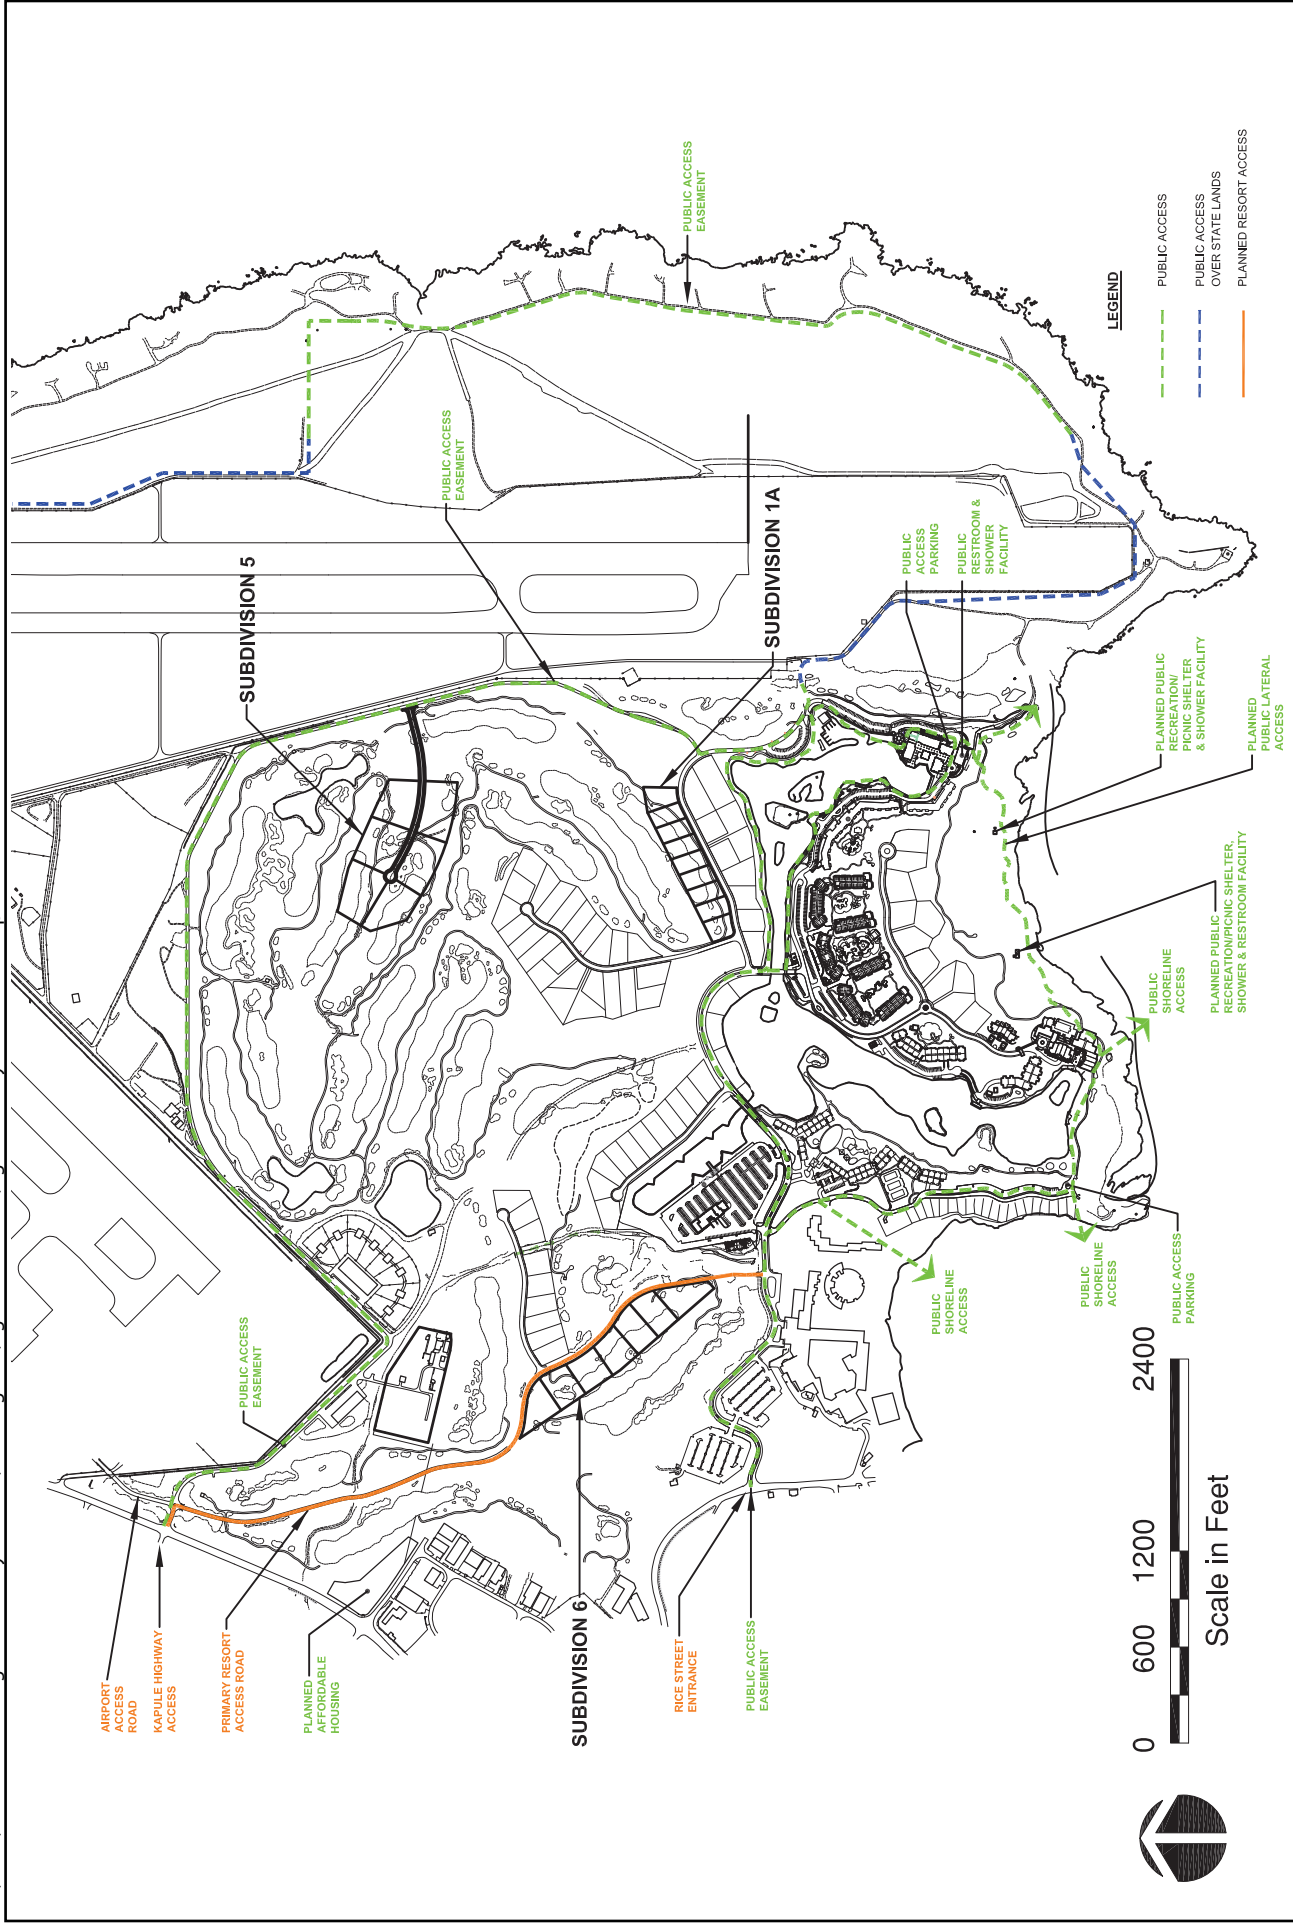 AIRPORT
ACCESS
ROAD
KAPULE HIGHWAY
ACCESS
PRIMARY RESORT
ACCESS ROAD
PLANNED
AFFORDABLE
HOUSING
SUBDIVISION 6
RICE STREET
ENTRANCE
PUBLIC ACCESS
EASEMENT
PUBLIC ACCESS
EASEMENT
SUBDIVISION 5
PUBLIC ACCESS
EASEMENT
SUBDIVISION 1A
PUBLIC ACCESS
EASEMENT
PUBLIC
ACCESS
PARKING
PUBLIC
RESTROOM &
SHOWER
FACILITY
PLANNED PUBLIC
RECREATION/
PICNIC SHELTER
& SHOWER FACILITY
PLANNED
PUBLIC LATERAL
ACCESS
PLANNED PUBLIC
RECREATION/PICNIC SHELTER,
SHOWER & RESTROOM FACILITY
PUBLIC
SHORELINE
ACCESS
PUBLIC
SHORELINE
ACCESS
PUBLIC
SHORELINE
ACCESS
PUBLIC ACCESS
PARKING
LEGEND
PUBLIC ACCESS
PUBLIC ACCESS
OVER STATE LANDS
PLANNED RESORT ACCESS
0 600 1200 2400
Scale in Feet